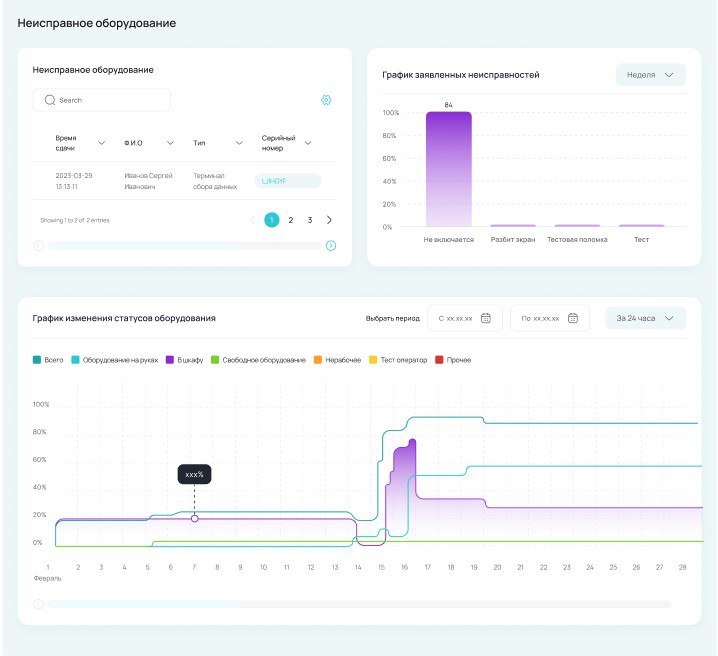 Неисправное оборудование
Неисправное оборудование
Search
Время
сдачи
Ф.И.О
Тип
Серийный
номер
2023-03-29
13:13:11
Иванов Сергей
Иванович
Терминал
сбора данных
Showing 1 to 2 of 2 entries
1 2 3
График заявленных неисправностей
Неделя
84
100%
80%
60%
40%
20%
0%
Не включается
Разбит экран
Тестовая поломка
Тест
График изменения статусов оборудования
Выбрать период
С xx.xx.xx
По xx.xx.xx
За 24 часа
Всего
Оборудование на руках
В шкафу
Свободное оборудование
Нерабочее
Тест оператор
Прочее
100%
80%
60%
40%
20%
0%
xxx%
1 2 3 4 5 6 7 8 9 10 11 12 13 14 15 16 17 18 19 20 21 22 23 24 25 26 27 28
Февраль